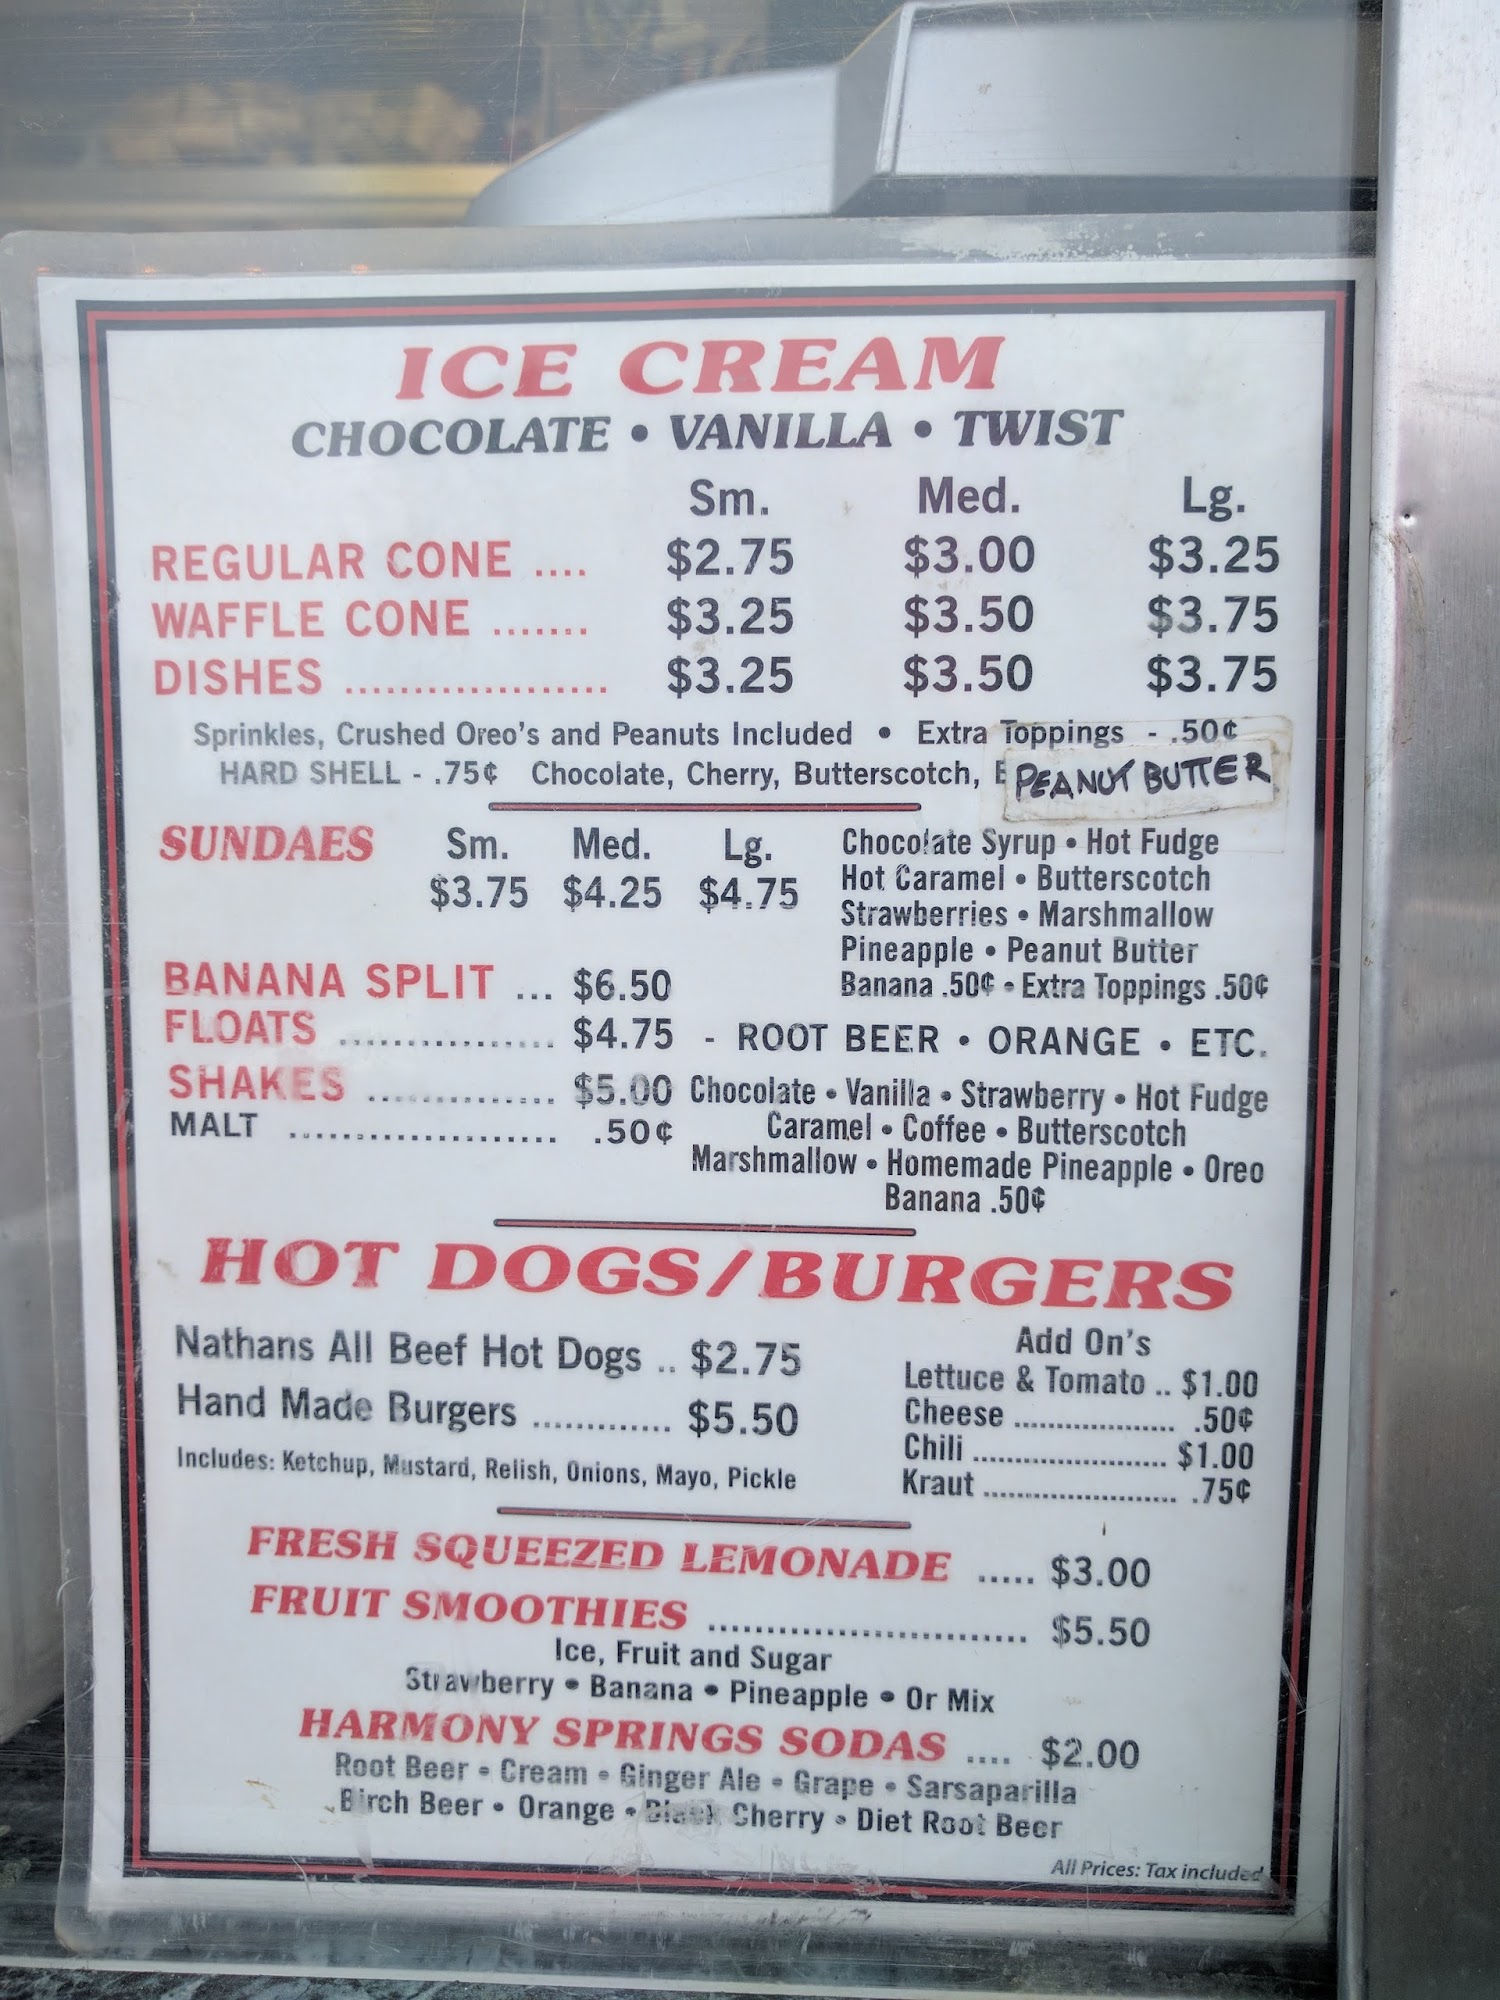 ICE CREAM
CHOCOLATE • VANILLA • TWIST
Sm. Med. Lg.
REGULAR CONE .... $2.75 $3.00 $3.25
WAFFLE CONE ....... $3.25 $3.50 $3.75
DISHES ................... $3.25 $3.50 $3.75
Sprinkles, Crushed Oreo's and Peanuts Included • Extra Toppings - .50¢
HARD SHELL - .75¢ Chocolate, Cherry, Butterscotch, PEANUT BUTTER
SUNDAES Sm. Med. Lg.
$3.75 $4.25 $4.75
Chocolate Syrup • Hot Fudge
Hot Caramel • Butterscotch
Strawberries • Marshmallow
Pineapple • Peanut Butter
Banana .50¢ • Extra Toppings .50¢
BANANA SPLIT ... $6.50
FLOATS ................ $4.75 - ROOT BEER • ORANGE • ETC.
SHAKES .............. $5.00 Chocolate • Vanilla • Strawberry • Hot Fudge
MALT .................... .50¢ Caramel • Coffee • Butterscotch
Marshmallow • Homemade Pineapple • Oreo
Banana .50¢
HOT DOGS/BURGERS
Nathans All Beef Hot Dogs .. $2.75
Hand Made Burgers ............. $5.50
Includes: Ketchup, Mustard, Relish, Onions, Mayo, Pickle
Add On's
Lettuce & Tomato .. $1.00
Cheese ................... .50¢
Chili ....................... $1.00
Kraut ....................... .75¢
FRESH SQUEEZED LEMONADE ..... $3.00
FRUIT SMOOTHIES ............................ $5.50
Ice, Fruit and Sugar
Strawberry • Banana • Pineapple • Or Mix
HARMONY SPRINGS SODAS .... $2.00
Root Beer • Cream • Ginger Ale • Grape • Sarsaparilla
Birch Beer • Orange • Black Cherry • Diet Root Beer
All Prices: Tax included